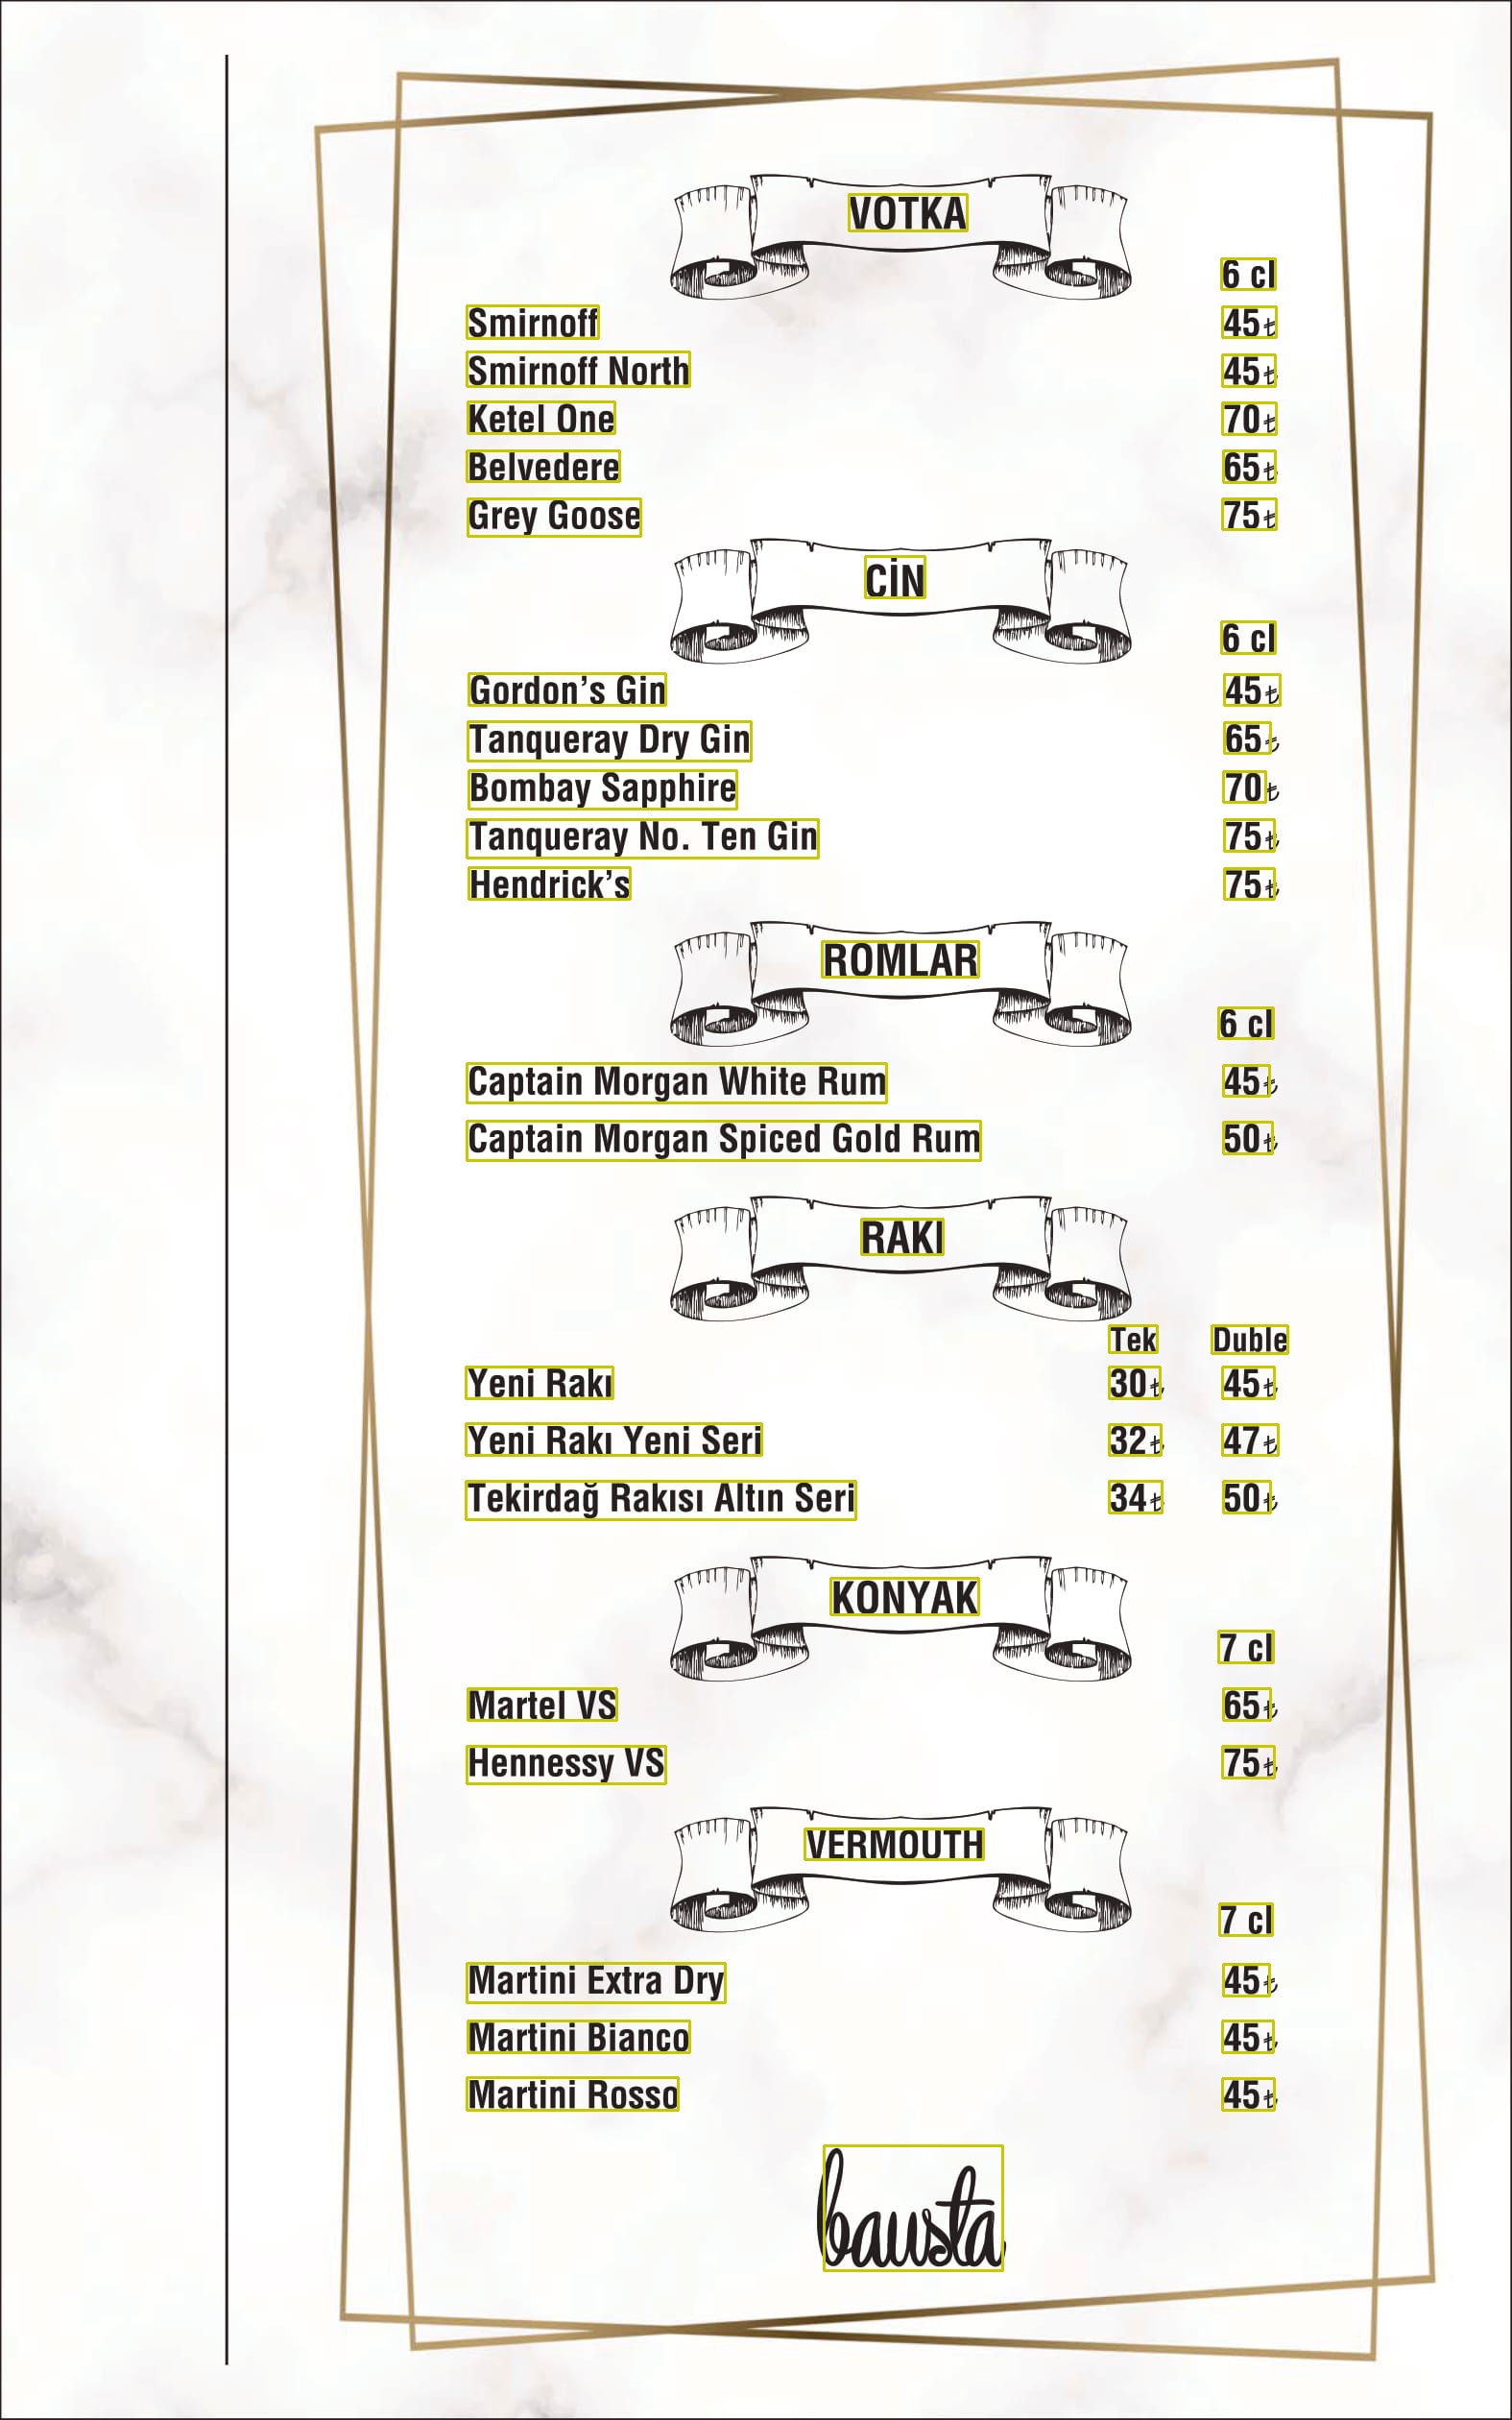 VOTKA
6 cl
Smirnoff 45₺
Smirnoff North 45₺
Ketel One 70₺
Belvedere 65₺
Grey Goose 75₺
CİN
6 cl
Gordon’s Gin 45₺
Tanqueray Dry Gin 65₺
Bombay Sapphire 70₺
Tanqueray No. Ten Gin 75₺
Hendrick’s 75₺
ROMLAR
6 cl
Captain Morgan White Rum 45₺
Captain Morgan Spiced Gold Rum 50₺
RAKI
Tek Duble
Yeni Rakı 30₺ 45₺
Yeni Rakı Yeni Seri 32₺ 47₺
Tekirdağ Rakısı Altın Seri 34₺ 50₺
KONYAK
7 cl
Martel VS 65₺
Hennessy VS 75₺
VERMOUTH
7 cl
Martini Extra Dry 45₺
Martini Bianco 45₺
Martini Rosso 45₺
bausta